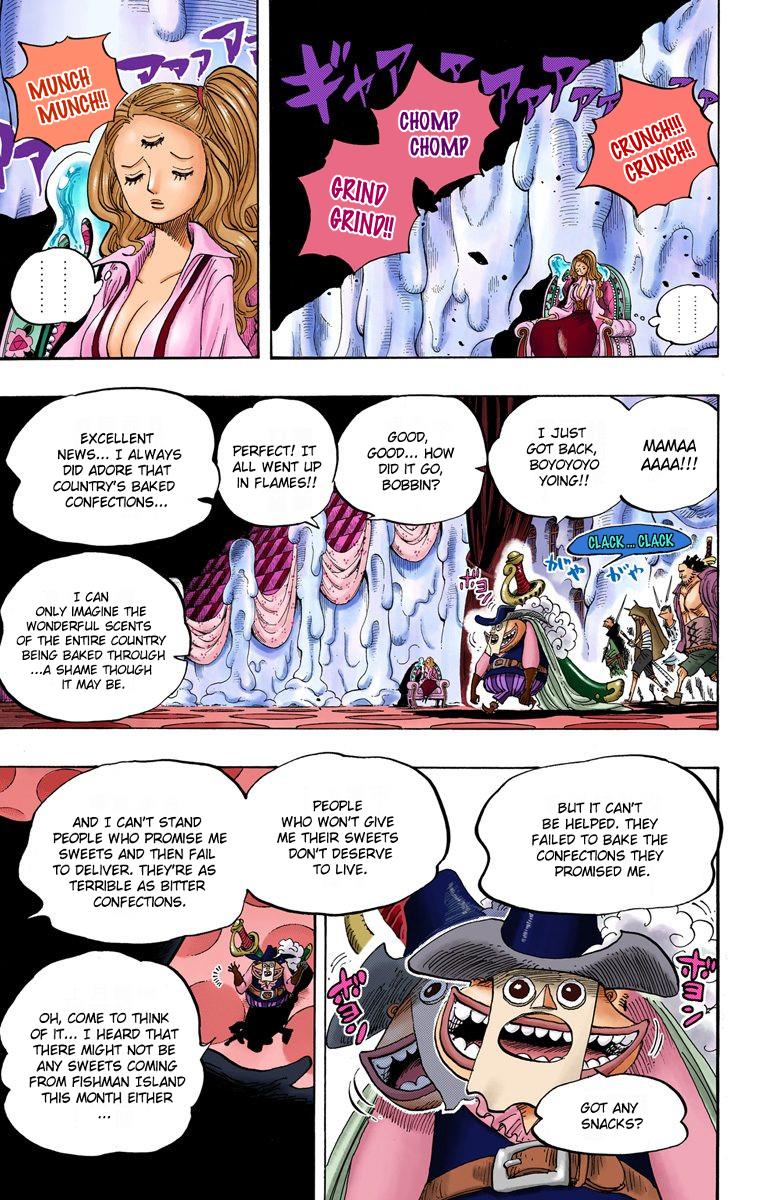 ギャアァアアアァ
CHOMP
CHOMP
CRUNCH!!!
CRUNCH!!
GRIND
GRIND!!
............
MUNCH
MUNCH!!
............
MAMAA
AAAA!!!
I JUST
GOT BACK,
BOYOYOYO
YOING!!
GOOD,
GOOD... HOW
DID IT GO,
BOBBIN?
PERFECT! IT
ALL WENT UP
IN FLAMES!!
EXCELLENT
NEWS... I ALWAYS
DID ADORE THAT
COUNTRY'S BAKED
CONFECTIONS...
CLACK ... CLACK
がや
がや
ボヨ
I CAN
ONLY IMAGINE THE
WONDERFUL SCENTS
OF THE ENTIRE COUNTRY
BEING BAKED THROUGH
...A SHAME THOUGH
IT MAY BE.
BUT IT CAN'T
BE HELPED. THEY
FAILED TO BAKE THE
CONFECTIONS THEY
PROMISED ME.
ボヨン
ボヨン
GOT ANY
SNACKS?
PEOPLE
WHO WON'T GIVE
ME THEIR SWEETS
DON'T DESERVE
TO LIVE.
AND I CAN'T STAND
PEOPLE WHO PROMISE ME
SWEETS AND THEN FAIL
TO DELIVER. THEY'RE AS
TERRIBLE AS BITTER
CONFECTIONS.
OH, COME TO THINK
OF IT... I HEARD THAT
THERE MIGHT NOT BE
ANY SWEETS COMING
FROM FISHMAN ISLAND
THIS MONTH EITHER
...